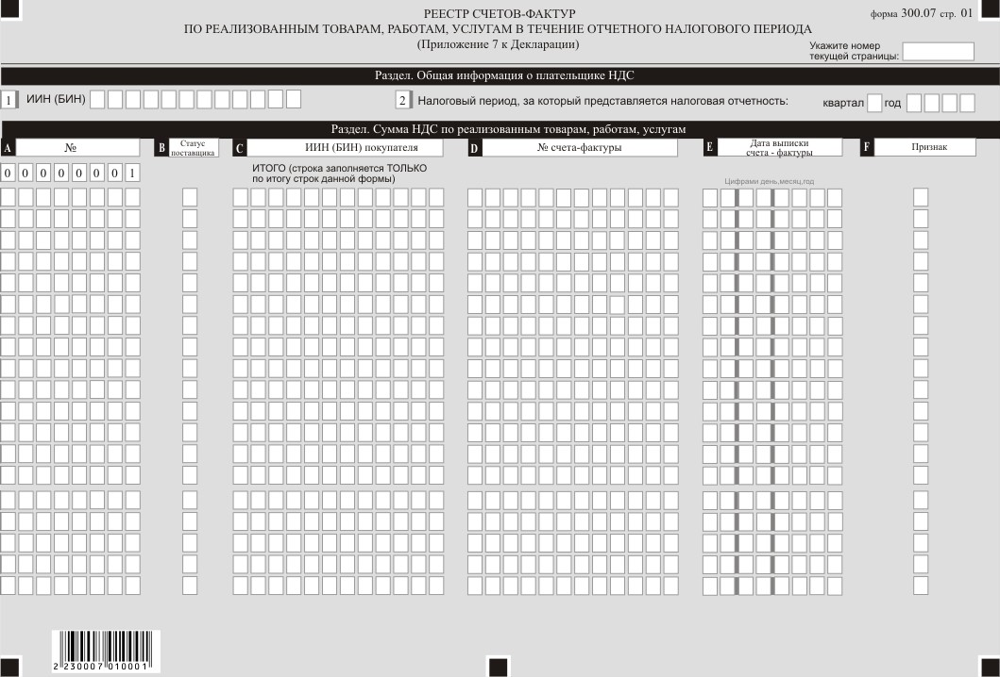 РЕЕСТР СЧЕТОВ-ФАКТУР
ПО РЕАЛИЗОВАННЫМ ТОВАРАМ, РАБОТАМ, УСЛУГАМ В ТЕЧЕНИЕ ОТЧЕТНОГО НАЛОГОВОГО ПЕРИОДА
(Приложение 7 к Декларации)
форма 300.07 стр. 01
Укажите номер
текущей страницы:
Раздел. Общая информация о плательщике НДС
1 ИИН (БИН)
2 Налоговый период, за который представляется налоговая отчетность: квартал год
Раздел. Сумма НДС по реализованным товарам, работам, услугам
A №
B Статус
поставщика
C ИИН (БИН) покупателя
D № счета-фактуры
E Дата выписки
счета - фактуры
F Признак
0 0 0 0 0 0 0 1
ИТОГО (строка заполняется ТОЛЬКО
по итогу строк данной формы)
Цифрами день,месяц,год
2 230007 010001